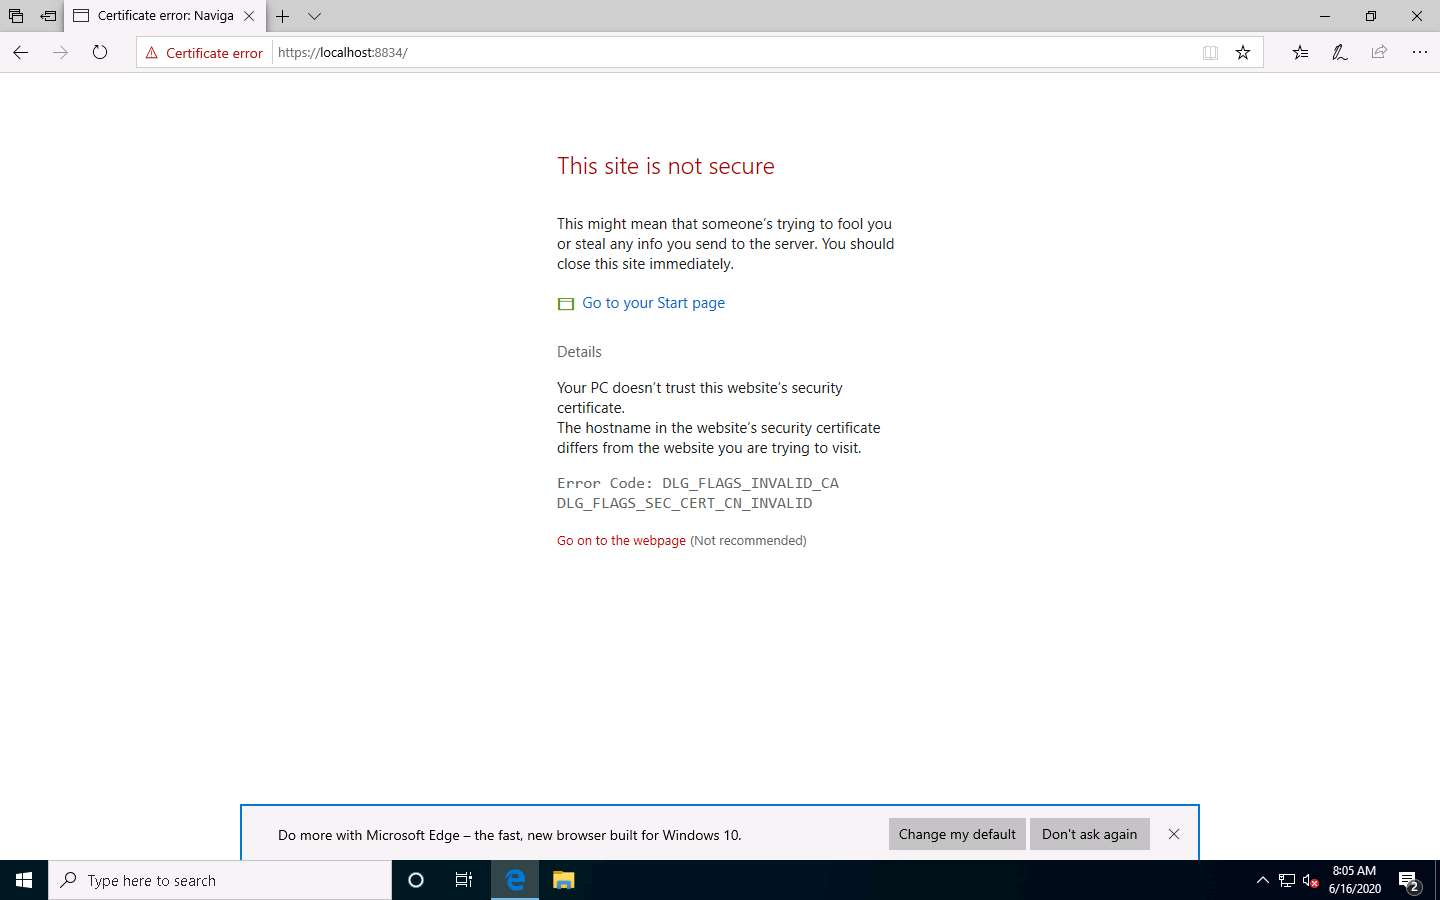 Certificate error: Naviga
Certificate error
https://localhost:8834/
This site is not secure
This might mean that someone's trying to fool you
or steal any info you send to the server. You should
close this site immediately.
Go to your Start page
Details
Your PC doesn't trust this website's security
certificate.
The hostname in the website's security certificate
differs from the website you are trying to visit.
Error Code: DLG_FLAGS_INVALID_CA
DLG_FLAGS_SEC_CERT_CN_INVALID
Go on to the webpage (Not recommended)
Do more with Microsoft Edge – the fast, new browser built for Windows 10.
Change my default
Don't ask again
Type here to search
8:05 AM
6/16/2020
2